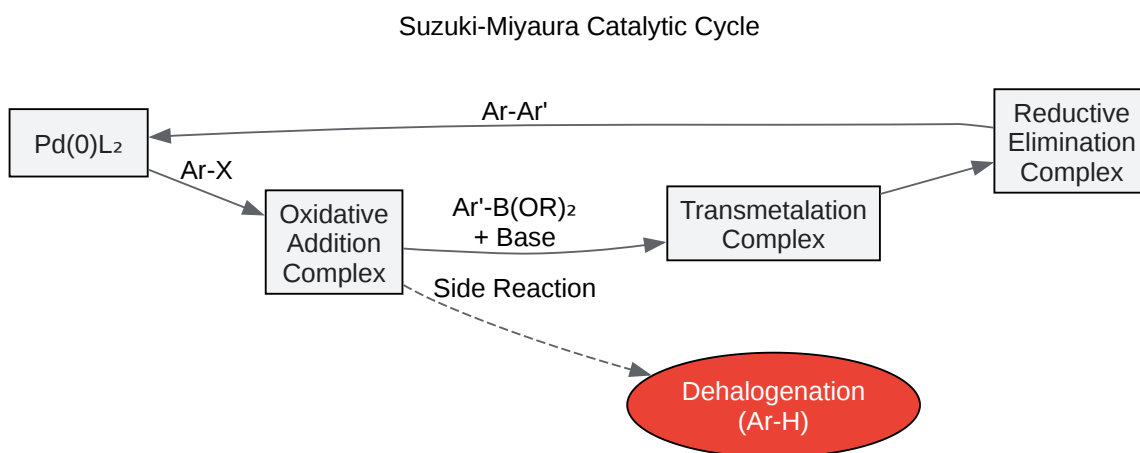 Suzuki-Miyaura Catalytic Cycle
Pd(0)L₂
Ar-X
Oxidative
Addition
Complex
Ar'-B(OR)₂
+ Base
Side Reaction
Transmetalation
Complex
Reductive
Elimination
Complex
Ar-Ar'
Dehalogenation
(Ar-H)